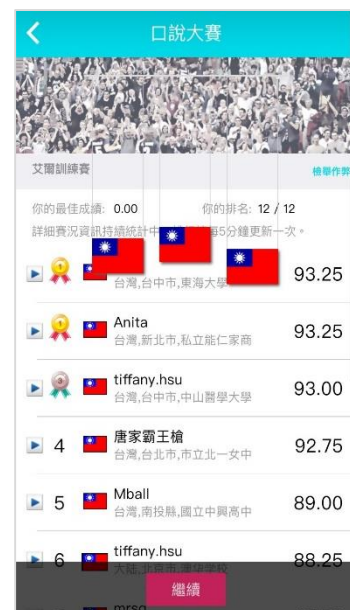 口說大賽
艾爾訓練賽
檢舉作弊
你的最佳成績: 0.00 你的排名: 12 / 12
詳細賽況資訊持續統計中 每5分鐘更新一次。
台灣,台中市,東海大學
93.25
Anita
台灣,新北市,私立能仁家商
93.25
tiffany.hsu
台灣,台中市,中山醫學大學
93.00
4
唐家霸王槍
台灣,台北市,市立北一女中
92.75
5
Mball
台灣,南投縣,國立中興高中
89.00
6
tiffany.hsu
大陸,北京市,
88.25
繼續
mrsq